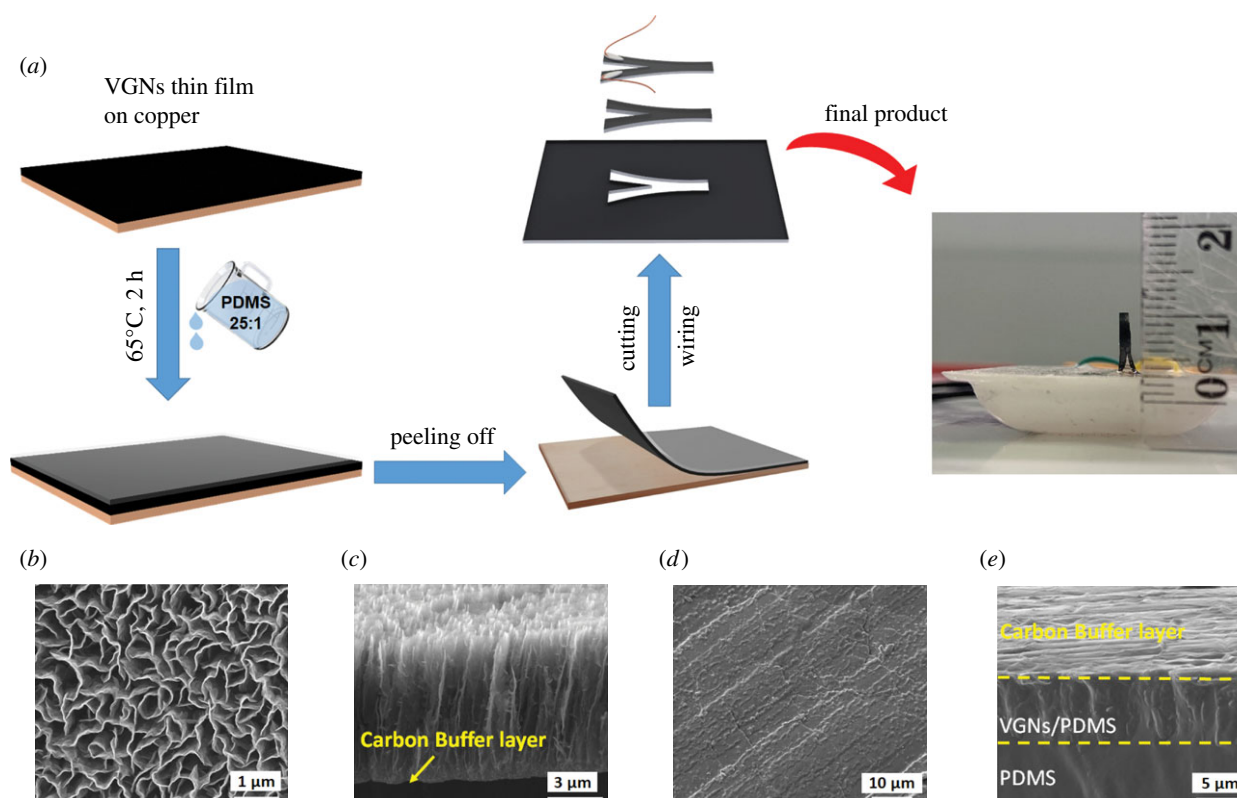 (a)
VGNs thin film
on copper
65°C, 2 h
PDMS
25:1
peeling off
cutting
wiring
final product
0 CM 1 2
(b)
1 µm
(c)
Carbon Buffer layer
3 µm
(d)
10 µm
(e)
Carbon Buffer layer
VGNs/PDMS
PDMS
5 µm